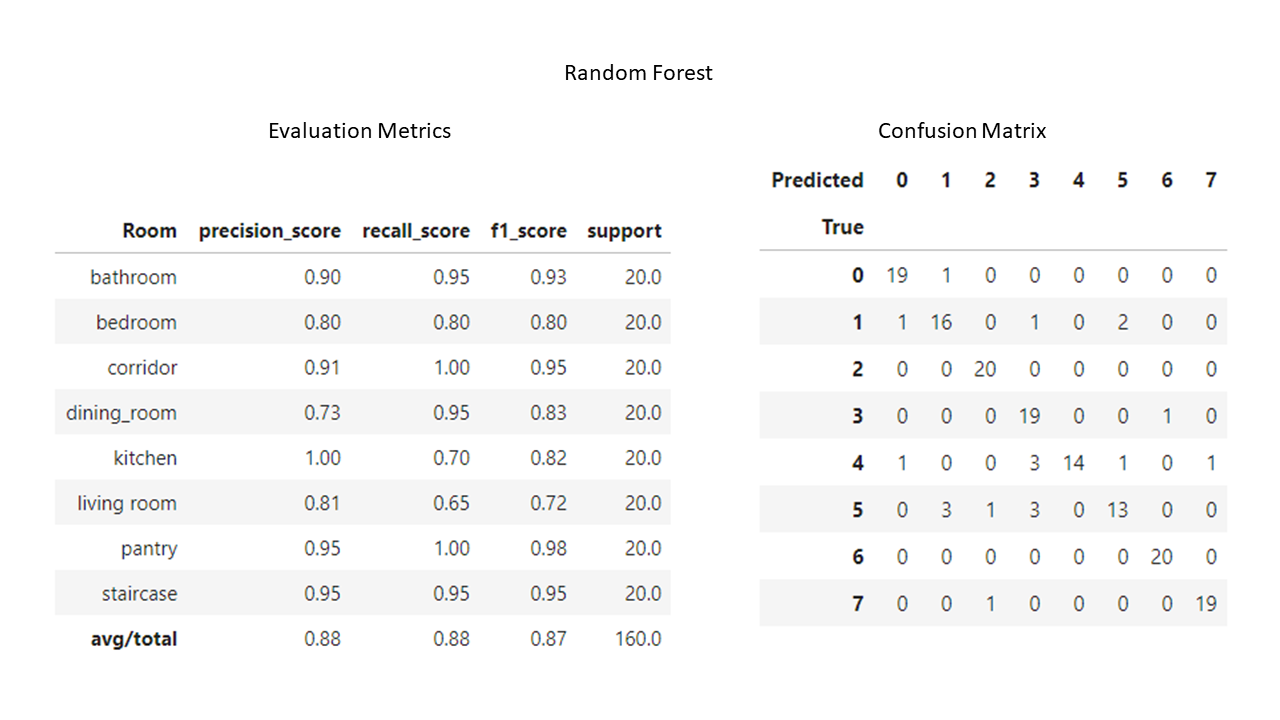 Random Forest
Evaluation Metrics
Room precision_score recall_score f1_score support
bathroom 0.90 0.95 0.93 20.0
bedroom 0.80 0.80 0.80 20.0
corridor 0.91 1.00 0.95 20.0
dining_room 0.73 0.95 0.83 20.0
kitchen 1.00 0.70 0.82 20.0
living room 0.81 0.65 0.72 20.0
pantry 0.95 1.00 0.98 20.0
staircase 0.95 0.95 0.95 20.0
avg/total 0.88 0.88 0.87 160.0
Confusion Matrix
Predicted 0 1 2 3 4 5 6 7
True
0 19 1 0 0 0 0 0 0
1 1 16 0 1 0 2 0 0
2 0 0 20 0 0 0 0 0
3 0 0 0 19 0 0 1 0
4 1 0 0 3 14 1 0 1
5 0 3 1 3 0 13 0 0
6 0 0 0 0 0 0 20 0
7 0 0 1 0 0 0 0 19